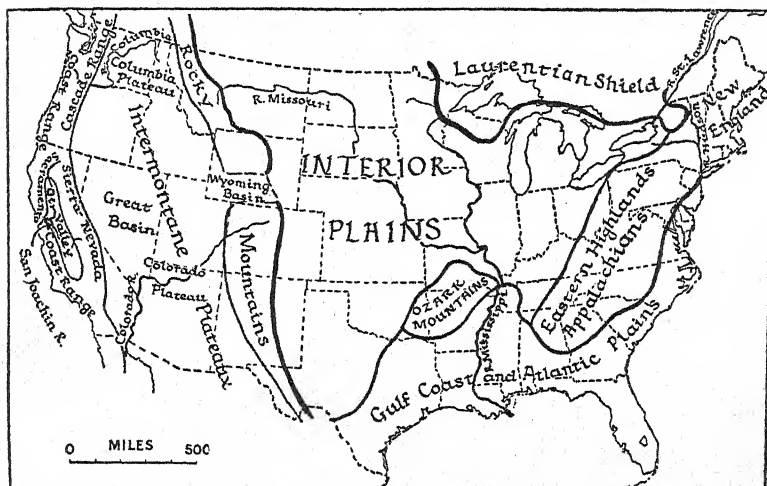 Columbia
Columbia
Plateau
Coast Range
Cascade Range
Rocky
R. Missouri
Laurentian Shield
R. St. Lawrence
New
England
R. Hudson
Intermontane
Wyoming
Basin
INTERIOR
PLAINS
Great
Basin
Sierra Nevada
Sacramento
Gt. Valley
Coast Range
San Joachin R.
Colorado R.
Colorado
Plateau
Plateaux
Mountains
OZARK
MOUNTAINS
R. Mississippi
Eastern Highlands
Appalachians
Gulf Coast and Atlantic Plains
0 MILES 500